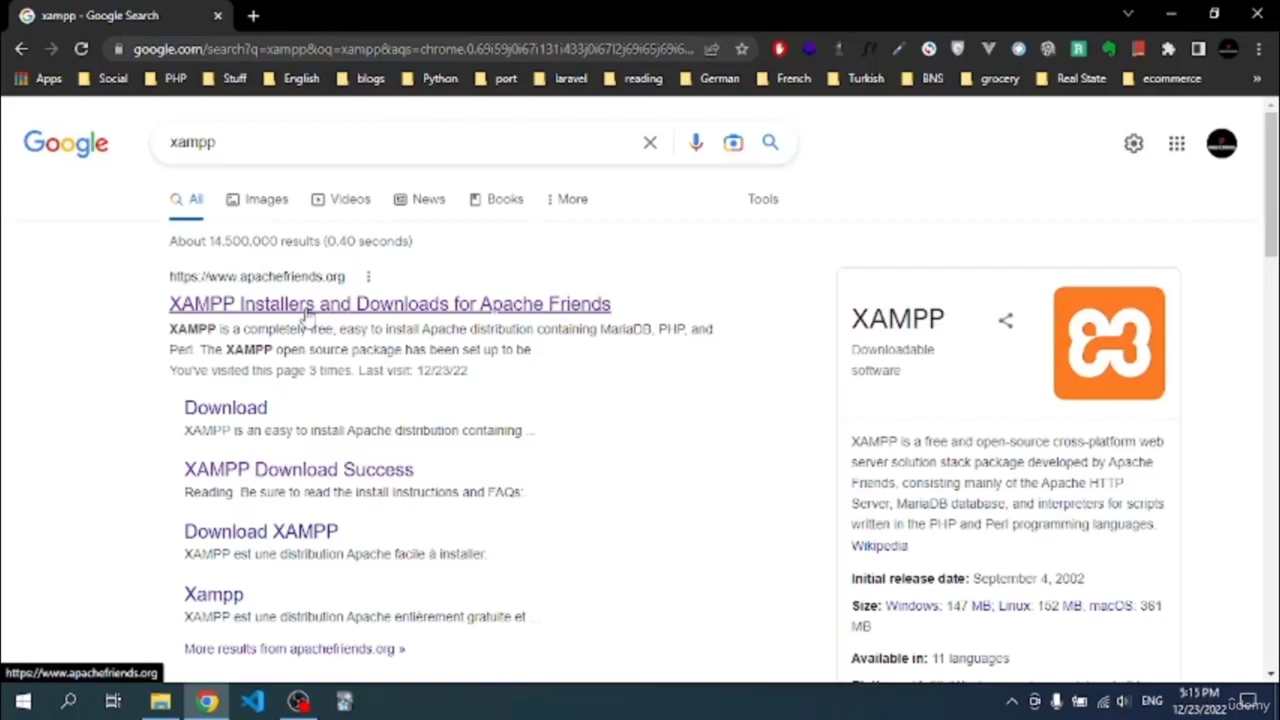 xampp - Google Search
google.com/search?q=xampp&oq=xampp&aqs=chrome.0.69i59j0i67i131i433j0i67l2j69i65j69i6...
Apps Social PHP Stuff English blogs Python port laravel reading German French Turkish BNS grocery Real State ecommerce »
Google
xampp
All Images Videos News Books More Tools
About 14,500,000 results (0.40 seconds)
https://www.apachefriends.org
XAMPP Installers and Downloads for Apache Friends
XAMPP is a completely free, easy to install Apache distribution containing MariaDB, PHP, and
Perl. The XAMPP open source package has been set up to be ...
You've visited this page 3 times. Last visit: 12/23/22
Download
XAMPP is an easy to install Apache distribution containing ...
XAMPP Download Success
Reading. Be sure to read the install instructions and FAQs:
Download XAMPP
XAMPP est une distribution Apache facile à installer.
Xampp
XAMPP est une distribution Apache entièrement gratuite et ...
More results from apachefriends.org »
XAMPP
Downloadable
software
XAMPP is a free and open-source cross-platform web
server solution stack package developed by Apache
Friends, consisting mainly of the Apache HTTP
Server, MariaDB database, and interpreters for scripts
written in the PHP and Perl programming languages.
Wikipedia
Initial release date: September 4, 2002
Size: Windows: 147 MB, Linux: 152 MB, macOS: 361
MB
Available in: 11 languages
https://www.apachefriends.org
ENG
5:15 PM
12/23/2022
udemy